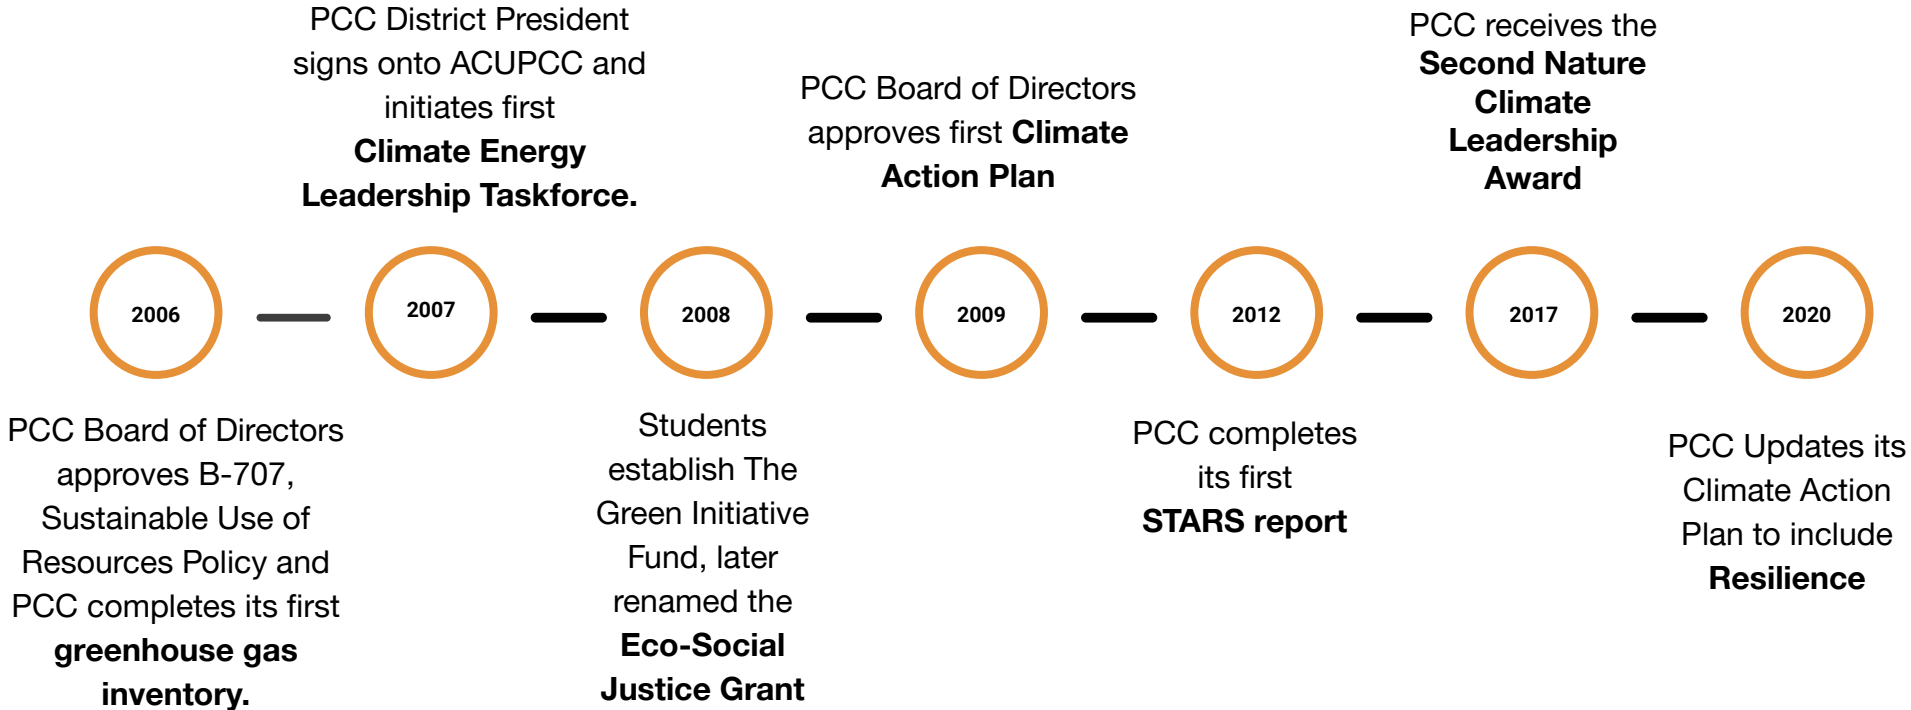 PCC District President
signs onto ACUPCC and
initiates first
Climate Energy
Leadership Taskforce.
PCC Board of Directors
approves first Climate
Action Plan
PCC receives the
Second Nature
Climate
Leadership
Award
2006
2007
2008
2009
2012
2017
2020
PCC Board of Directors
approves B-707,
Sustainable Use of
Resources Policy and
PCC completes its first
greenhouse gas
inventory.
Students
establish The
Green Initiative
Fund, later
renamed the
Eco-Social
Justice Grant
PCC completes
its first
STARS report
PCC Updates its
Climate Action
Plan to include
Resilience